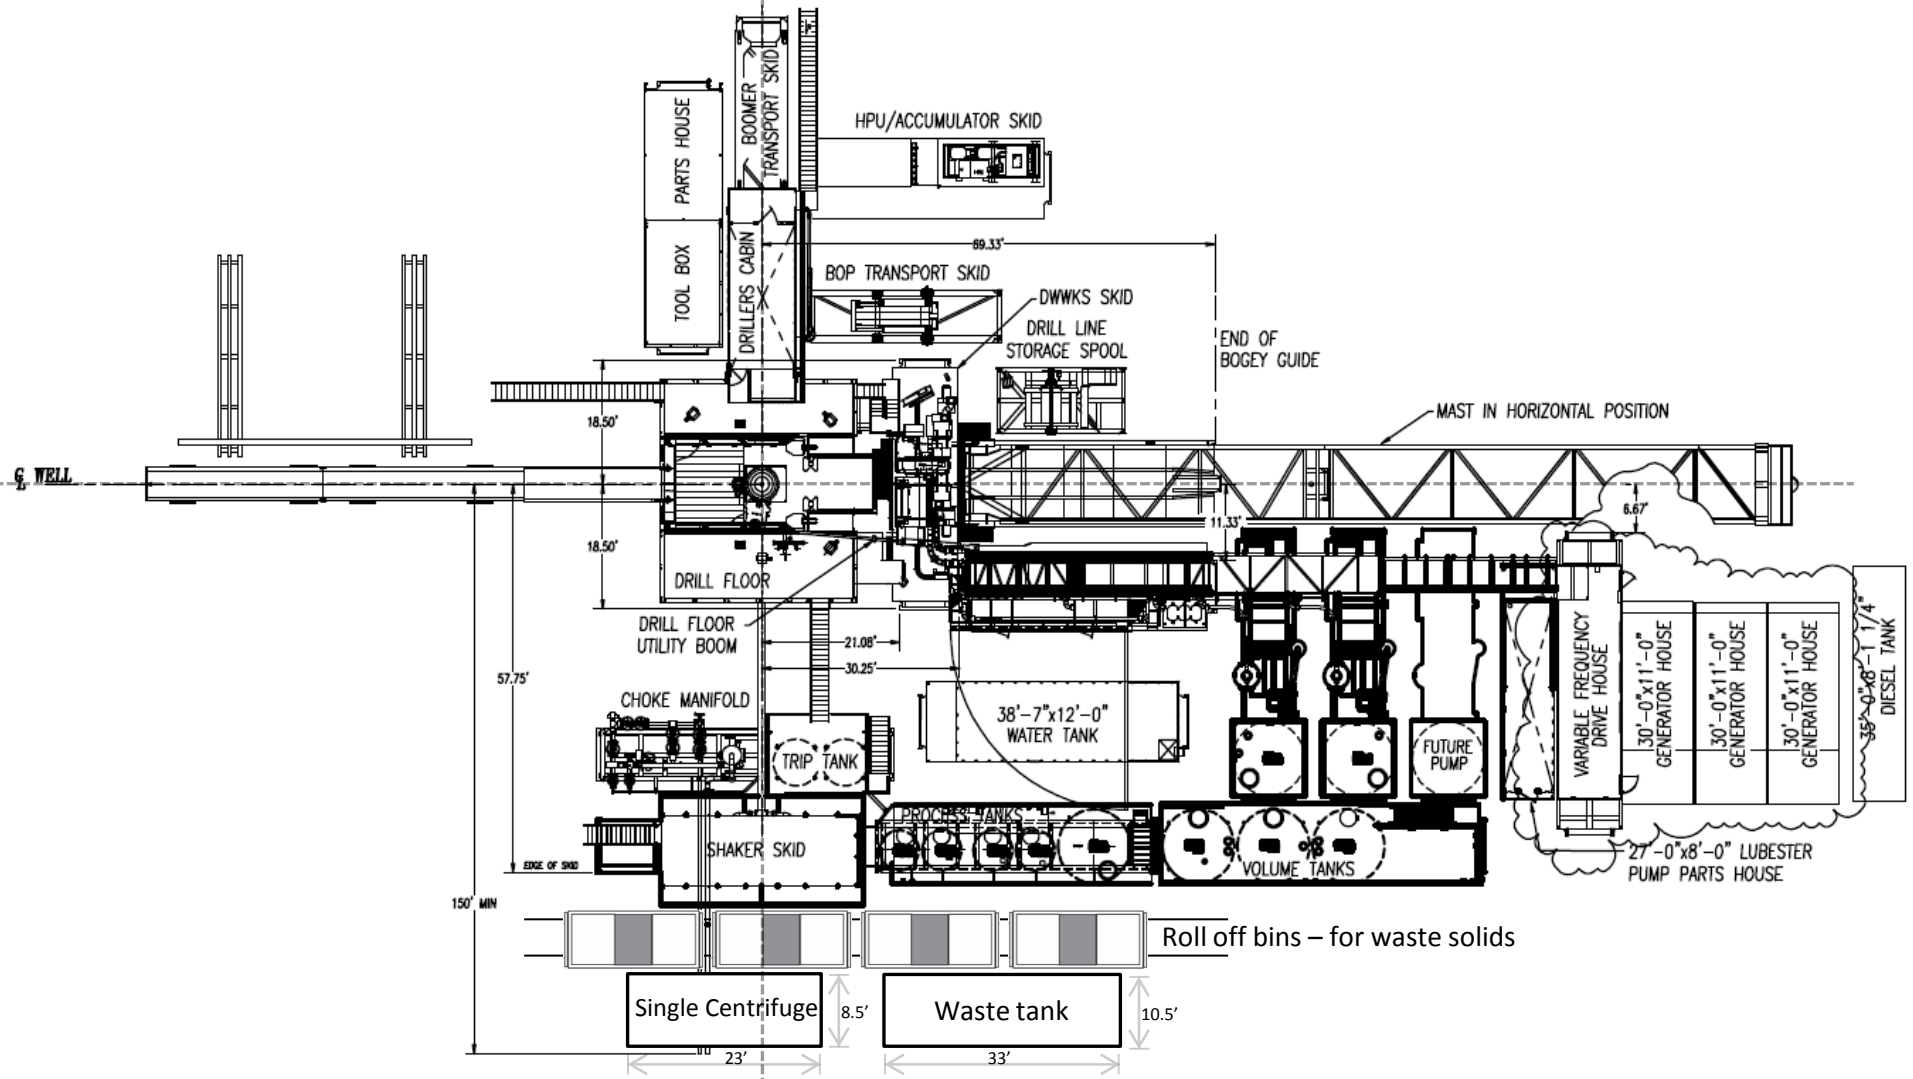 BOOMER
TRANSPORT SKID
PARTS HOUSE
HPU/ACCUMULATOR SKID
TOOL BOX
DRILLERS CABIN
69.33'
BOP TRANSPORT SKID
DWWKS SKID
DRILL LINE
STORAGE SPOOL
END OF
BOGEY GUIDE
18.50'
MAST IN HORIZONTAL POSITION
WELL
6.67'
11.33'
18.50'
DRILL FLOOR
DRILL FLOOR
UTILITY BOOM
21.08'
30.25'
57.75'
CHOKE MANIFOLD
38'-7"x12'-0"
WATER TANK
TRIP TANK
FUTURE
PUMP
VARIABLE FREQUENCY
DRIVE HOUSE
30'-0"x11'-0"
GENERATOR HOUSE
30'-0"x11'-0"
GENERATOR HOUSE
30'-0"x11'-0"
GENERATOR HOUSE
35'-0"x8'-1 1/4"
DIESEL TANK
PROCESS TANKS
SHAKER SKID
EDGE OF SKID
VOLUME TANKS
27'-0"x8'-0" LUBESTER
PUMP PARTS HOUSE
150' MIN
Roll off bins – for waste solids
Single Centrifuge
8.5'
Waste tank
10.5'
23'
33'